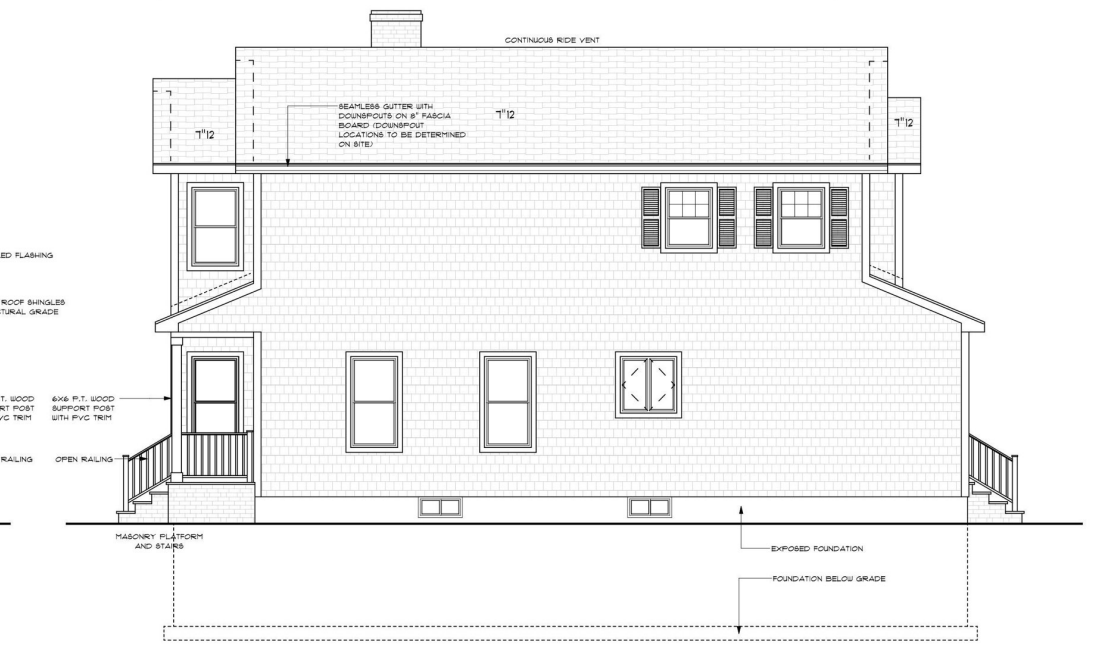 CONTINUOUS RIDE VENT
SEAMLESS GUTTER WITH
DOWNSPOUTS ON 8" FASCIA
BOARD (DOWNSPOUT
LOCATIONS TO BE DETERMINED
ON SITE)
7"12
7"12
7"12
ED FLASHING
ROOF SHINGLES
TURAL GRADE
T. WOOD
RT POST
VC TRIM
6X6 P.T. WOOD
SUPPORT POST
WITH PVC TRIM
RAILING
OPEN RAILING
MASONRY PLATFORM
AND STAIRS
EXPOSED FOUNDATION
FOUNDATION BELOW GRADE